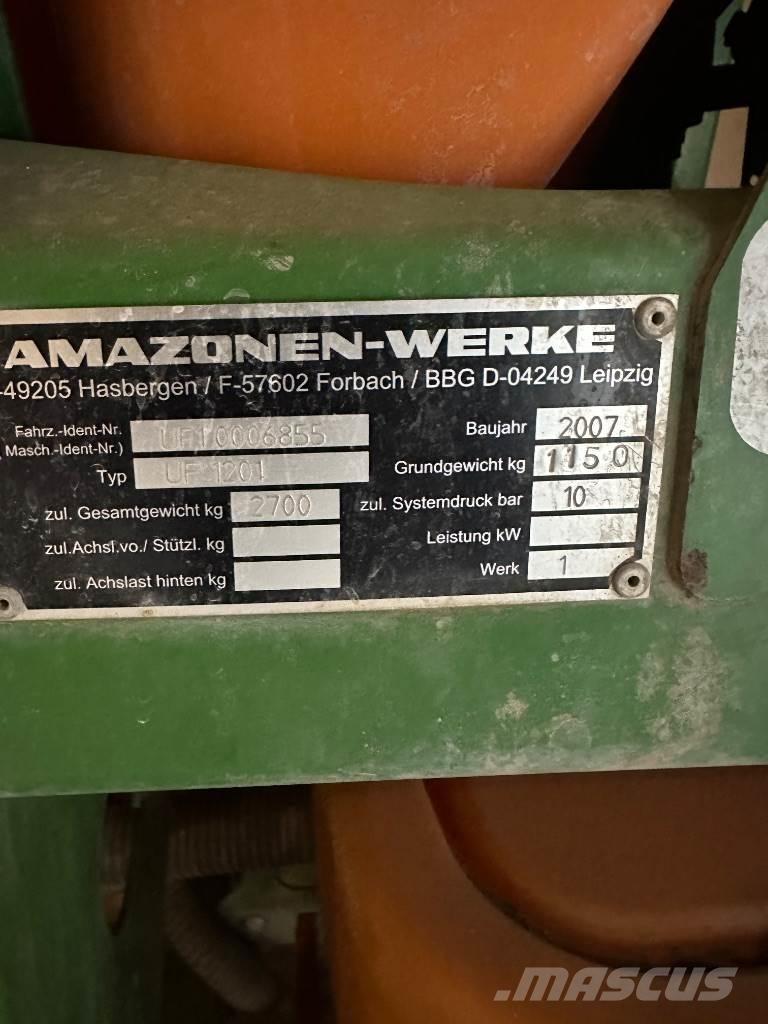 AMAZONEN-WERKE
-49205 Hasbergen / F-57602 Forbach / BBG D-04249 Leipzig
Fahrz.-Ident-Nr. UF10006855 Baujahr 2007
Masch.-Ident-Nr.)
Typ UF 1201 Grundgewicht kg 1150
zul. Gesamtgewicht kg 2700 zul. Systemdruck bar 10
zul.Achsl.vo./ Stützl. kg Leistung kW
zul. Achslast hinten kg Werk 1
MASCUS